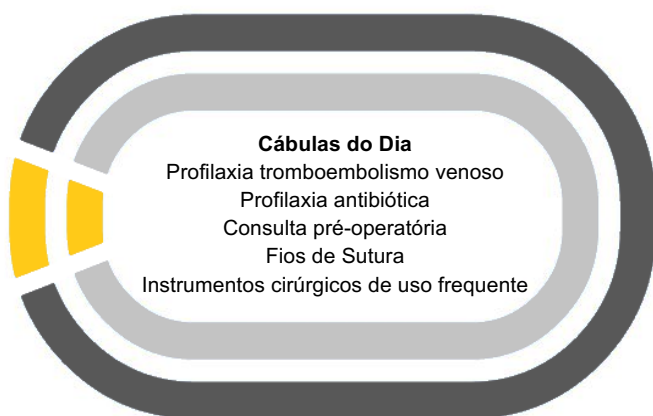 Cábulas do Dia
Profilaxia tromboembolismo venoso
Profilaxia antibiótica
Consulta pré-operatória
Fios de Sutura
Instrumentos cirúrgicos de uso frequente